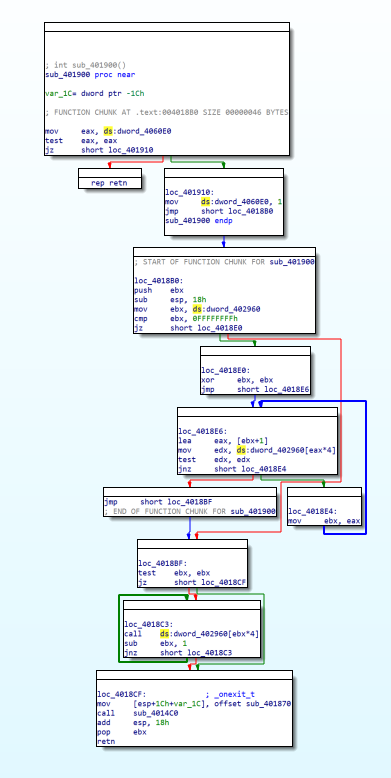 ; int sub_401900()
sub_401900 proc near
var_1C= dword ptr -1Ch
; FUNCTION CHUNK AT .text:004018B0 SIZE 00000046 BYTES
mov eax, ds:dword_4060E0
test eax, eax
jz short loc_401910
rep retn
loc_401910:
mov ds:dword_4060E0, 1
jmp short loc_4018B0
sub_401900 endp
; START OF FUNCTION CHUNK FOR sub_401900
loc_4018B0:
push ebx
sub esp, 18h
mov ebx, ds:dword_402960
cmp ebx, 0FFFFFFFFh
jz short loc_4018E0
loc_4018E0:
xor ebx, ebx
jmp short loc_4018E6
loc_4018E6:
lea eax, [ebx+1]
mov edx, ds:dword_402960[eax*4]
test edx, edx
jnz short loc_4018E4
jmp short loc_4018BF
; END OF FUNCTION CHUNK FOR sub_401900
loc_4018E4:
mov ebx, eax
loc_4018BF:
test ebx, ebx
jz short loc_4018CF
loc_4018C3:
call ds:dword_402960[ebx*4]
sub ebx, 1
jnz short loc_4018C3
loc_4018CF: ; _onexit_t
mov [esp+1Ch+var_1C], offset sub_401870
call sub_4014C0
add esp, 18h
pop ebx
retn